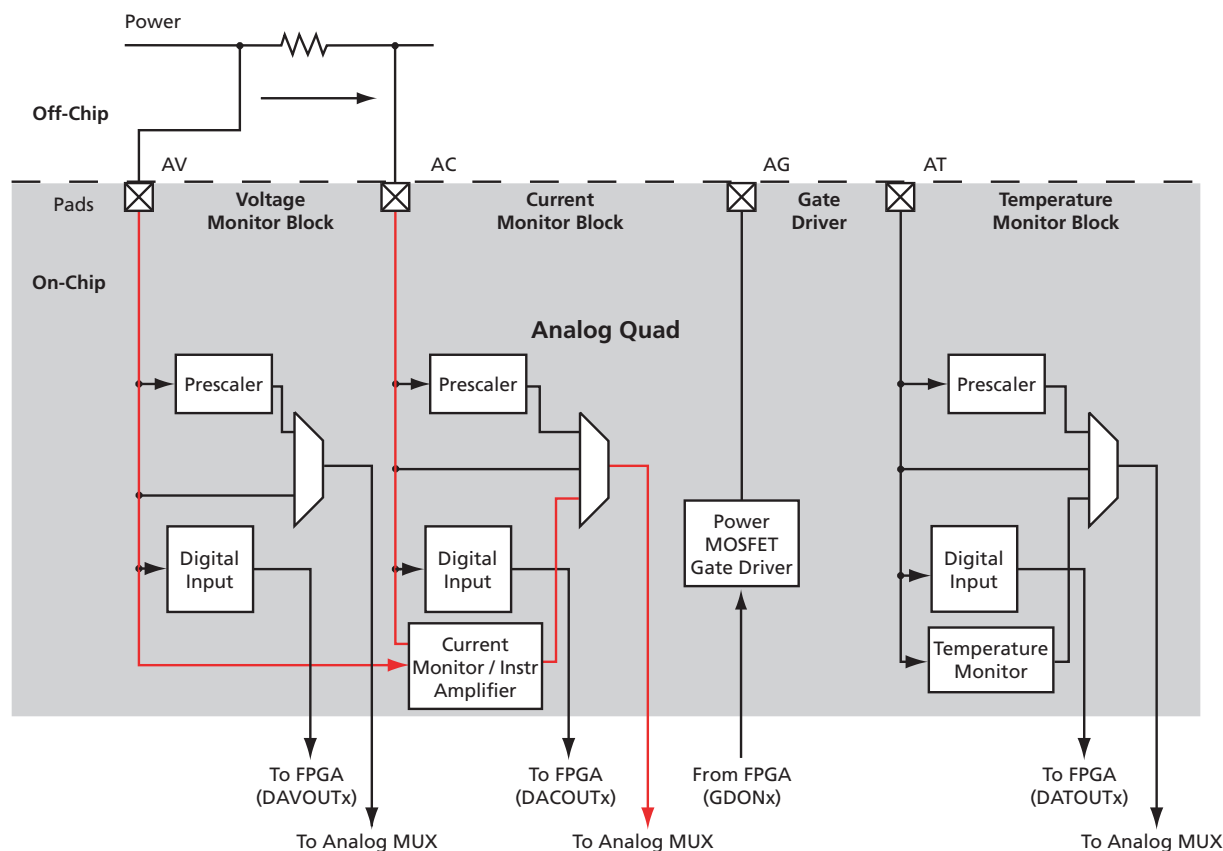 Power
Off-Chip
AV
AC
AG
AT
Pads
Voltage
Monitor Block
Current
Monitor Block
Gate
Driver
Temperature
Monitor Block
On-Chip
Analog Quad
Prescaler
Prescaler
Prescaler
Digital
Input
Digital
Input
Power
MOSFET
Gate Driver
Digital
Input
Current
Monitor / Instr
Amplifier
Temperature
Monitor
To FPGA
(DAVOUTx)
To FPGA
(DACOUTx)
From FPGA
(GDONx)
To FPGA
(DATOUTx)
To Analog MUX
To Analog MUX
To Analog MUX